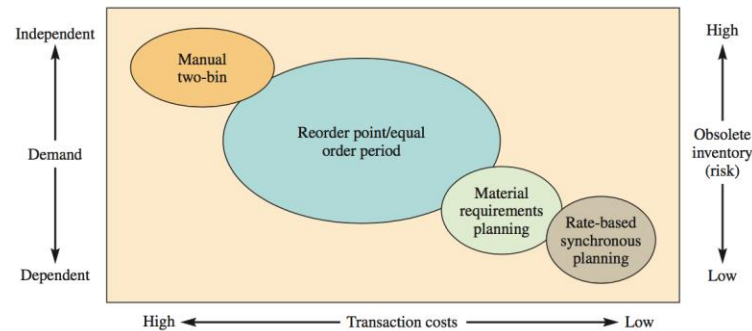 Independent
Demand
Dependent
Manual
two-bin
Reorder point/equal
order period
Material
requirements
planning
Rate-based
synchronous
planning
High
Obsolete
inventory
(risk)
Low
High
Transaction costs
Low